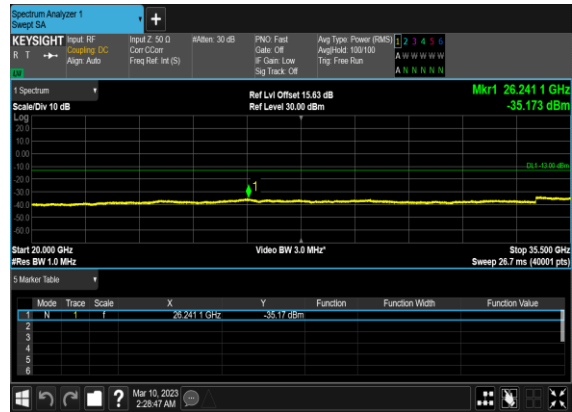 Spectrum Analyzer 1
Swept SA
+
KEYSIGHT Input: RF Input Z: 50 Ω #Atten: 30 dB PNO: Fast Avg Type: Power (RMS) 1 2 3 4 5 6
R T Coupling: DC Corr CCorr Gate: Off Avg|Hold: 100/100 A W W W W W
Align: Auto Freq Ref: Int (S) IF Gain: Low Trig: Free Run
Sig Track: Off A N N N N N
1 Spectrum
Ref Lvl Offset 15.63 dB Mkr1 26.241 1 GHz
Scale/Div 10 dB Ref Level 30.00 dBm -35.173 dBm
Log
20.0
10.0
0.00
-10.0
DL1 -13.00 dBm
-20.0
1
-30.0
-40.0
-50.0
-60.0
Start 20.000 GHz Video BW 3.0 MHz* Stop 35.500 GHz
#Res BW 1.0 MHz Sweep 26.7 ms (40001 pts)
5 Marker Table
Mode Trace Scale X Y Function Function Width Function Value
1 N 1 f 26.241 1 GHz -35.17 dBm
2
3
4
5
6
? Mar 10, 2023
2:28:47 AM